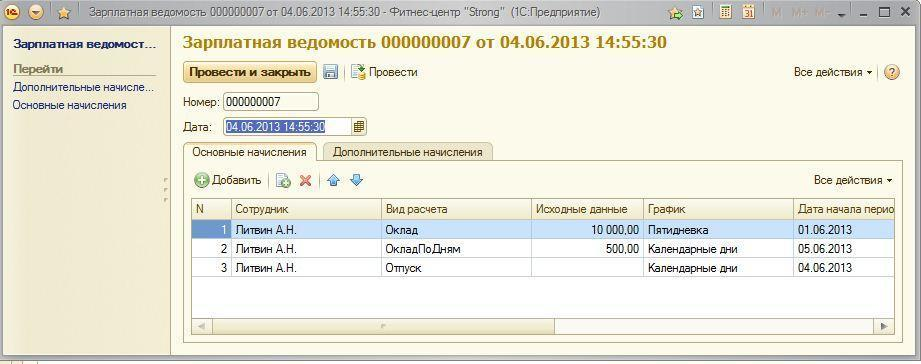 Зарплатная ведомость 000000007 от 04.06.2013 14:55:30 - Фитнес-центр "Strong" (1С:Предприятие)
M M+ M-
Зарплатная ведомост...
Перейти
Дополнительные начисле...
Основные начисления
Зарплатная ведомость 000000007 от 04.06.2013 14:55:30
Провести и закрыть Провести Все действия
Номер: 000000007
Дата: 04.06.2013 14:55:30
Основные начисления Дополнительные начисления
Добавить Все действия
N Сотрудник Вид расчета Исходные данные График Дата начала перио
1 Литвин А.Н. Оклад 10 000,00 Пятидневка 01.06.2013
2 Литвин А.Н. ОкладПоДням 500,00 Календарные дни 05.06.2013
3 Литвин А.Н. Отпуск Календарные дни 04.06.2013